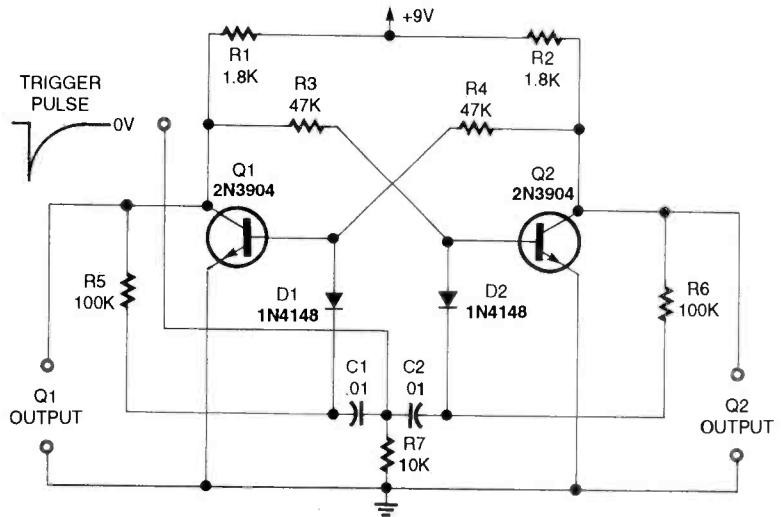 +9V
R1
1.8K
R2
1.8K
TRIGGER
PULSE
0V
R3
47K
R4
47K
Q1
2N3904
Q2
2N3904
R5
100K
D1
1N4148
D2
1N4148
R6
100K
C1
.01
C2
.01
Q1
OUTPUT
R7
10K
Q2
OUTPUT